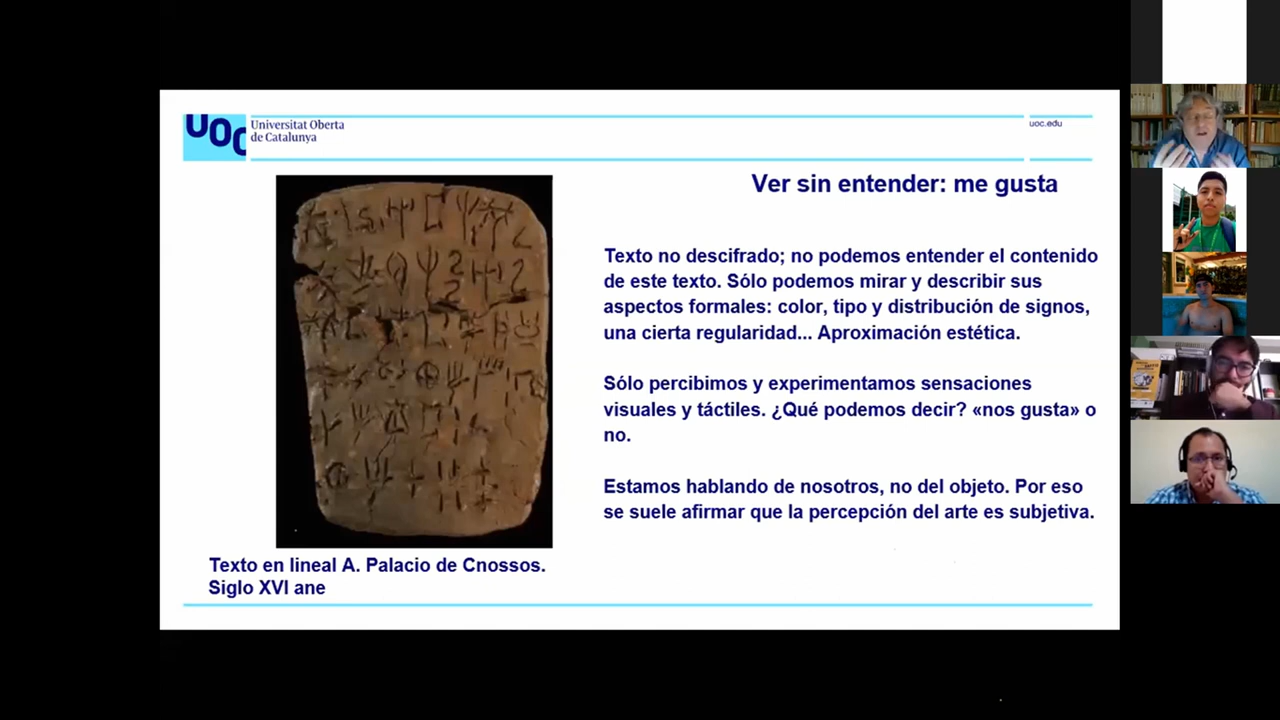 UOC
Universitat Oberta
de Catalunya
uoc.edu
Ver sin entender: me gusta
Texto no descifrado; no podemos entender el contenido
de este texto. Sólo podemos mirar y describir sus
aspectos formales: color, tipo y distribución de signos,
una cierta regularidad... Aproximación estética.
Sólo percibimos y experimentamos sensaciones
visuales y táctiles. ¿Qué podemos decir? «nos gusta» o
no.
Estamos hablando de nosotros, no del objeto. Por eso
se suele afirmar que la percepción del arte es subjetiva.
Texto en lineal A. Palacio de Cnossos.
Siglo XVI ane